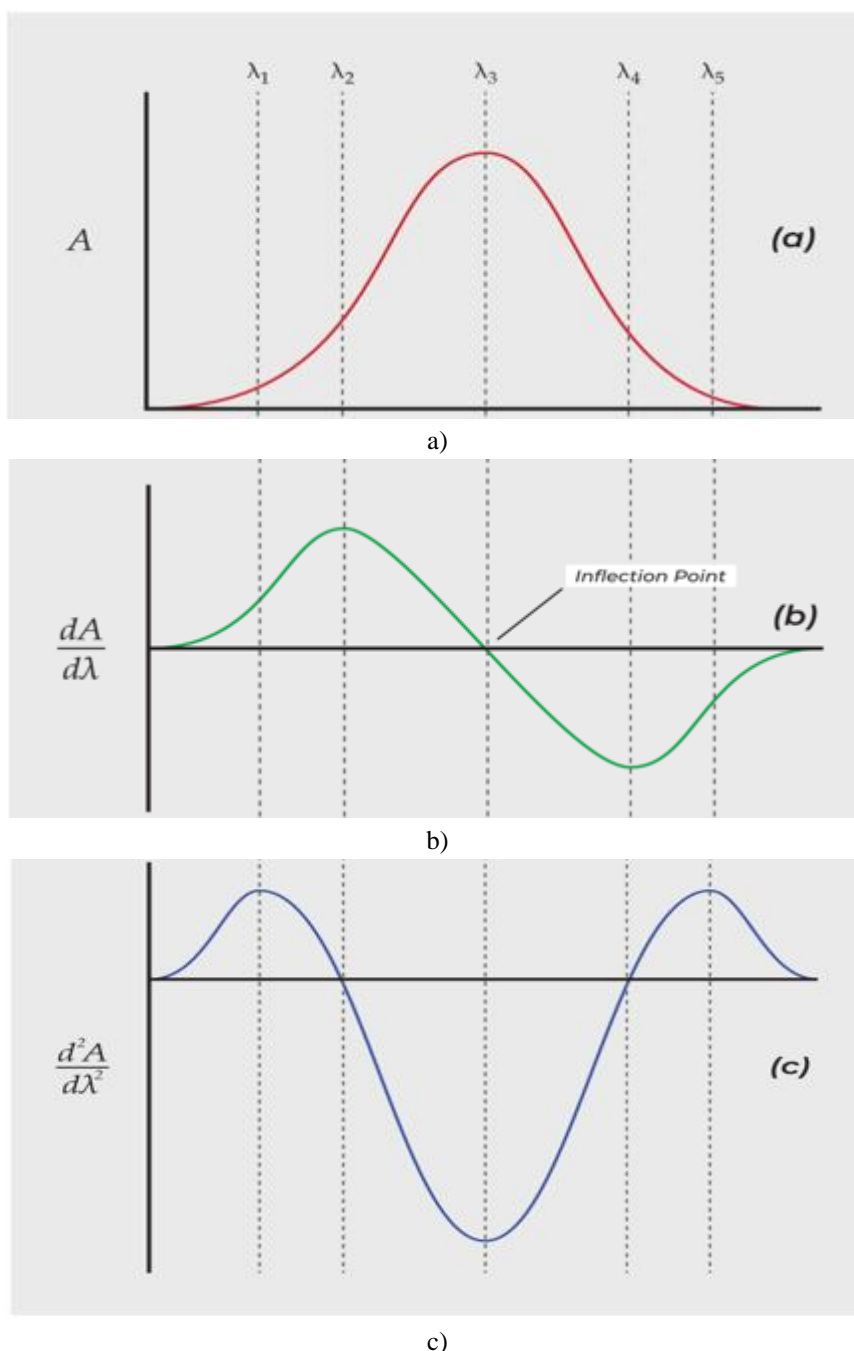 λ₁ λ₂ λ₃ λ₄ λ₅
A
(a)
a)
Inflection Point
dA
dλ
(b)
b)
d²A
dλ²
(c)
c)